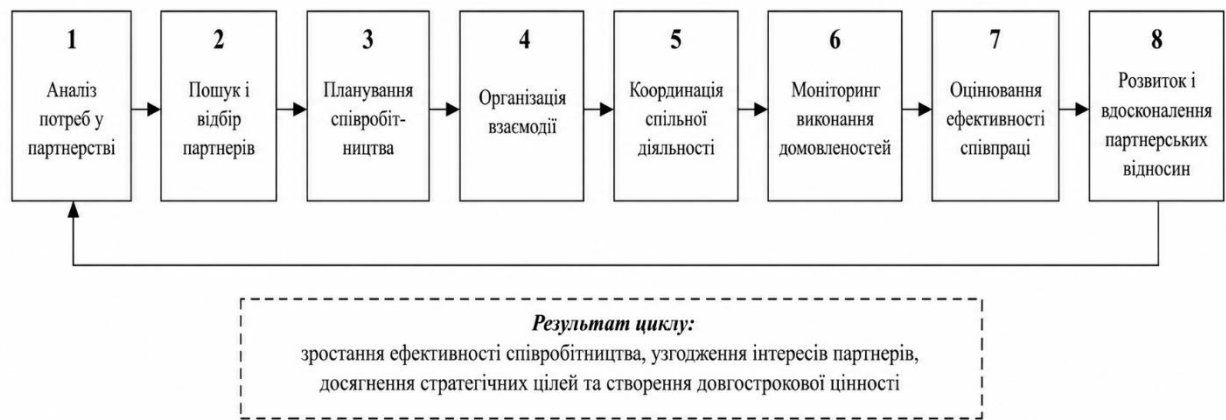 1
Аналіз
потреб у
партнерстві
2
Пошук і
відбір
партнерів
3
Планування
співробіт-
ництва
4
Організація
взаємодії
5
Координація
спільної
діяльності
6
Моніторинг
виконання
домовленостей
7
Оцінювання
ефективності
співпраці
8
Розвиток і
вдосконалення
партнерських
відносин
Результат циклу:
зростання ефективності співробітництва, узгодження інтересів партнерів,
досягнення стратегічних цілей та створення довгострокової цінності